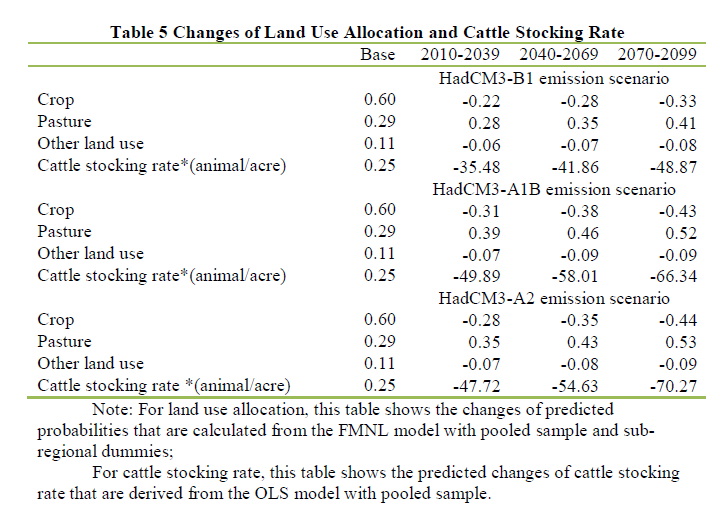 Table 5 Changes of Land Use Allocation and Cattle Stocking Rate
Base 2010-2039 2040-2069 2070-2099
HadCM3-B1 emission scenario
Crop 0.60 -0.22 -0.28 -0.33
Pasture 0.29 0.28 0.35 0.41
Other land use 0.11 -0.06 -0.07 -0.08
Cattle stocking rate*(animal/acre) 0.25 -35.48 -41.86 -48.87
HadCM3-A1B emission scenario
Crop 0.60 -0.31 -0.38 -0.43
Pasture 0.29 0.39 0.46 0.52
Other land use 0.11 -0.07 -0.09 -0.09
Cattle stocking rate*(animal/acre) 0.25 -49.89 -58.01 -66.34
HadCM3-A2 emission scenario
Crop 0.60 -0.28 -0.35 -0.44
Pasture 0.29 0.35 0.43 0.53
Other land use 0.11 -0.07 -0.08 -0.09
Cattle stocking rate *(animal/acre) 0.25 -47.72 -54.63 -70.27
Note: For land use allocation, this table shows the changes of predicted
probabilities that are calculated from the FMNL model with pooled sample and sub-
regional dummies;
For cattle stocking rate, this table shows the predicted changes of cattle stocking
rate that are derived from the OLS model with pooled sample.